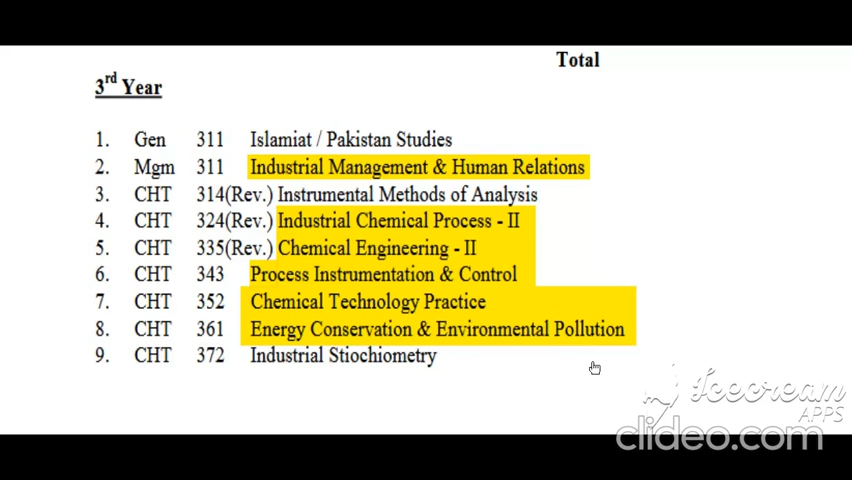 Total
3rd Year
1. Gen 311 Islamiat / Pakistan Studies
2. Mgm 311 Industrial Management & Human Relations
3. CHT 314(Rev.) Instrumental Methods of Analysis
4. CHT 324(Rev.) Industrial Chemical Process - II
5. CHT 335(Rev.) Chemical Engineering - II
6. CHT 343 Process Instrumentation & Control
7. CHT 352 Chemical Technology Practice
8. CHT 361 Energy Conservation & Environmental Pollution
9. CHT 372 Industrial Stiochiometry
Icecream
APPS
clideo.com